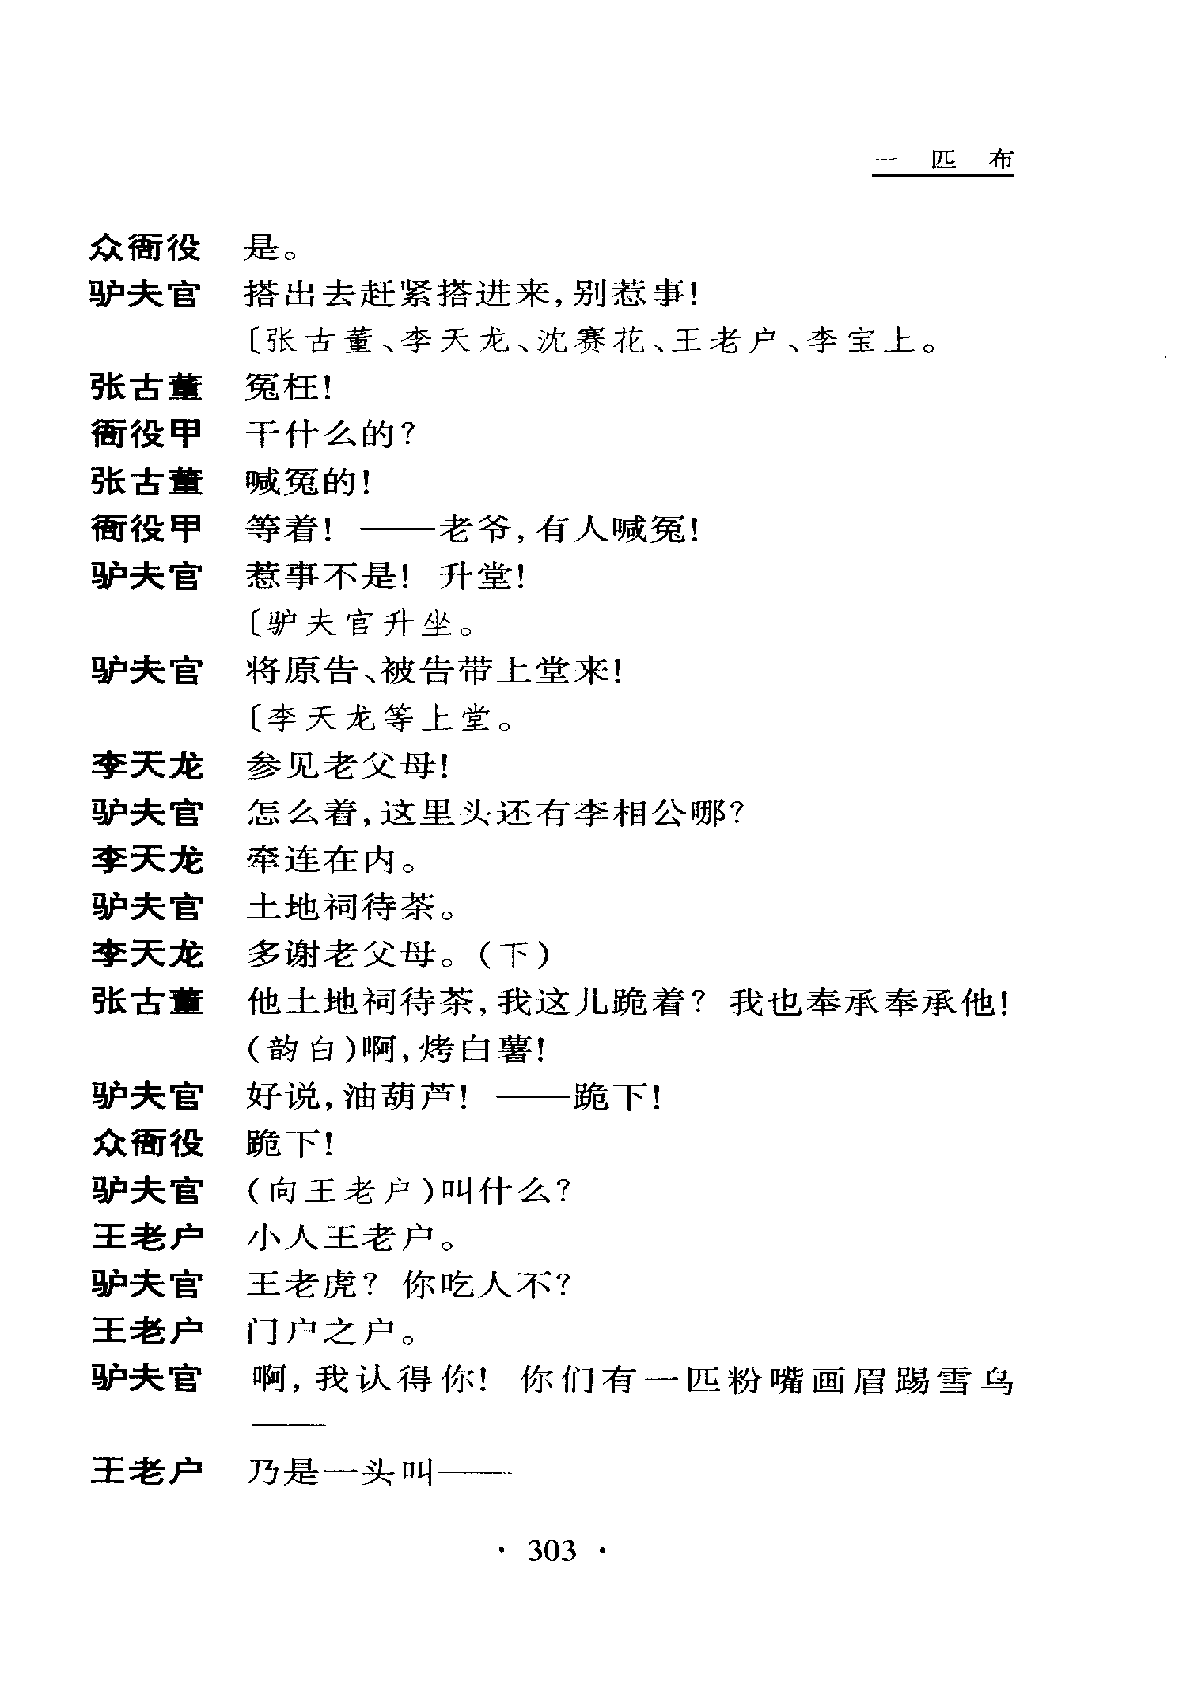 一 匹 布
众衙役 是。
驴夫官 搭出去赶紧搭进来,别惹事!
〔张古董、李天龙、沈赛花、王老户、李宝上。
张古董 冤枉!
衙役甲 干什么的?
张古董 喊冤的!
衙役甲 等着! ——老爷,有人喊冤!
驴夫官 惹事不是! 升堂!
〔驴夫官升坐。
驴夫官 将原告、被告带上堂来!
〔李天龙等上堂。
李天龙 参见老父母!
驴夫官 怎么着,这里头还有李相公哪?
李天龙 牵连在内。
驴夫官 土地祠待茶。
李天龙 多谢老父母。(下)
张古董 他土地祠待茶,我这儿跪着? 我也奉承奉承他!
(韵白)啊,烤白薯!
驴夫官 好说,油葫芦! ——跪下!
众衙役 跪下!
驴夫官 (向王老户)叫什么?
王老户 小人王老户。
驴夫官 王老虎? 你吃人不?
王老户 门户之户。
驴夫官 啊,我认得你! 你们有一匹粉嘴画眉踢雪乌
——
王老户 乃是一头叫——
· 303 ·